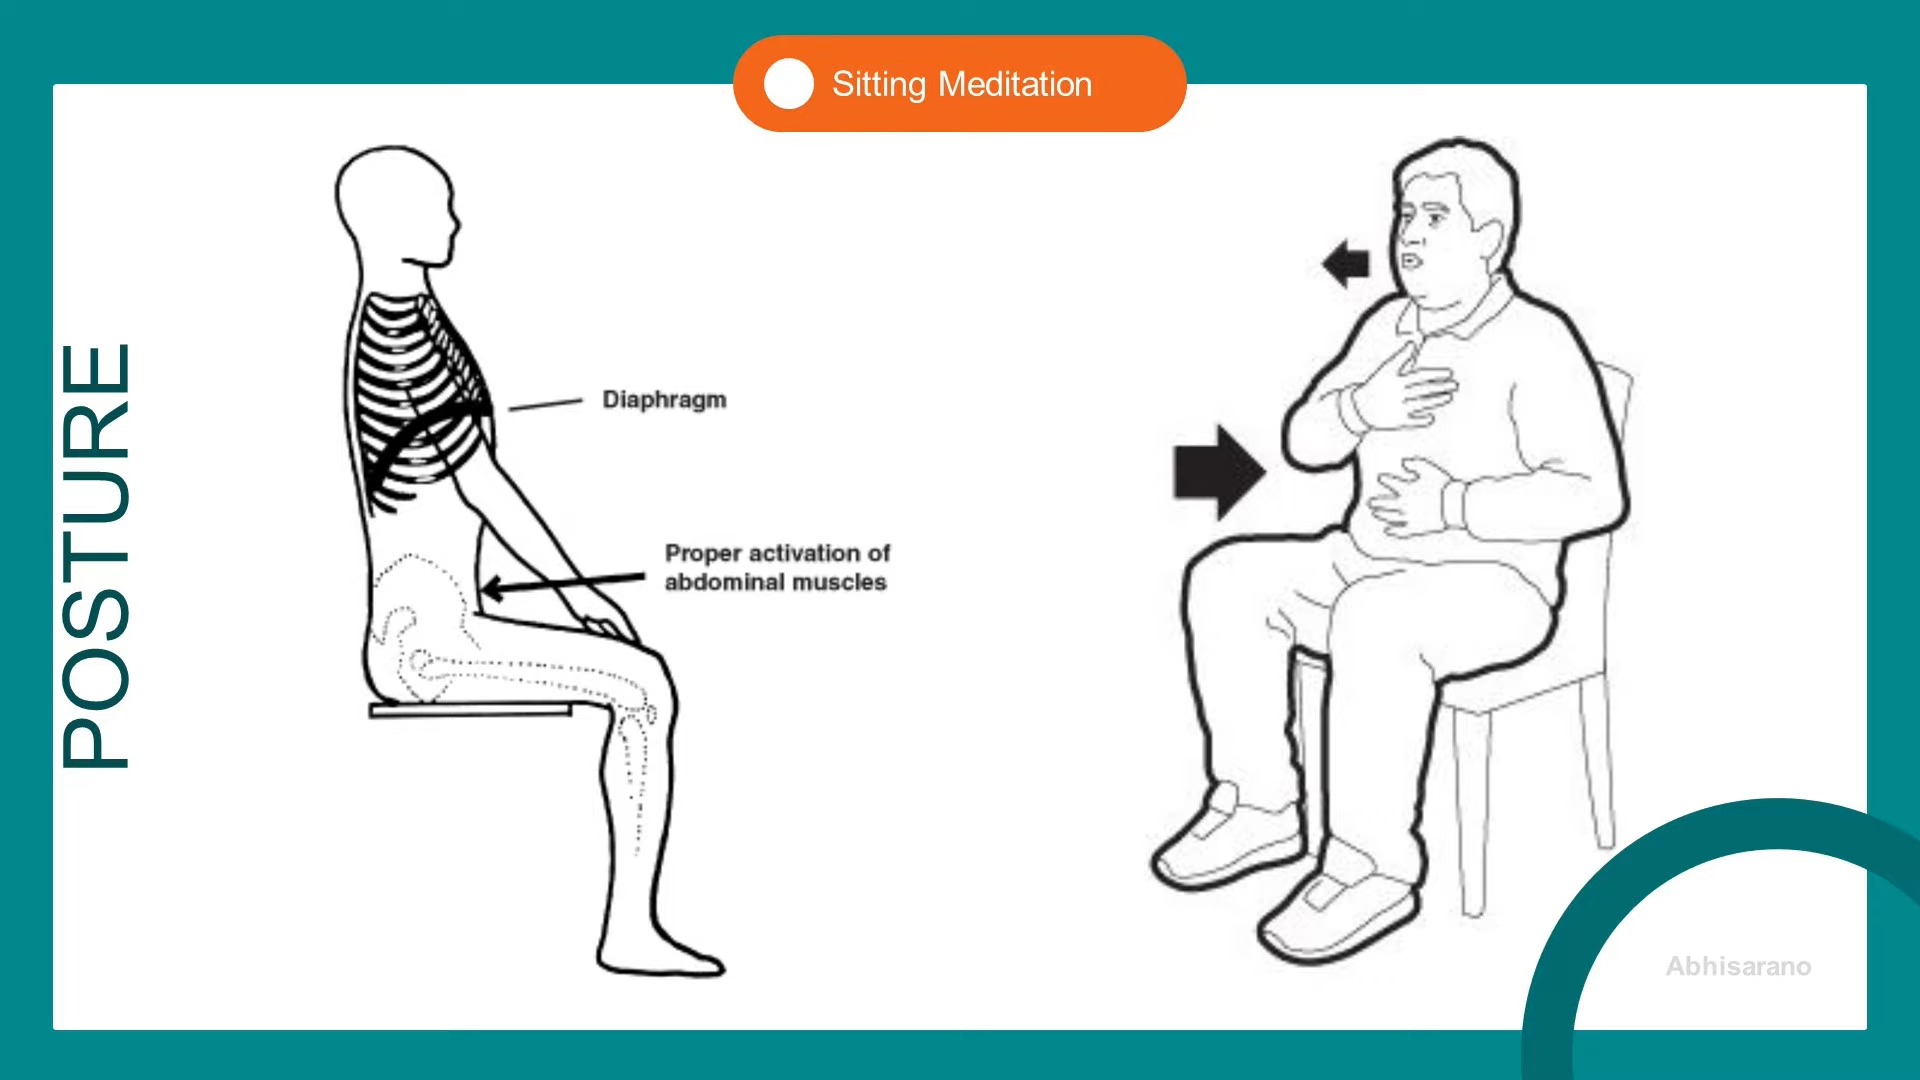 Sitting Meditation
POSTURE
Diaphragm
Proper activation of
abdominal muscles
Abhisarano